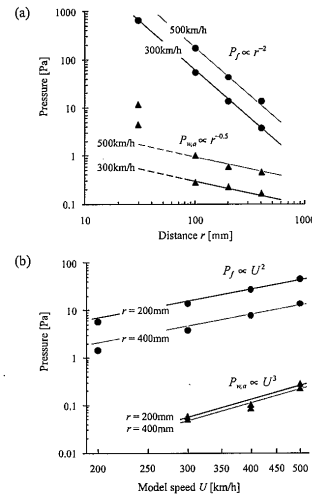 (a)
Pressure [Pa]
1000
100
10
1
0.1
500km/h
300km/h
P_f ∝ r^-2
500km/h
P_w,a ∝ r^-0.5
300km/h
10
100
1000
Distance r [mm]
(b)
Pressure [Pa]
100
10
1
0.1
0.01
P_f ∝ U^2
r = 200mm
r = 400mm
P_w,a ∝ U^3
r = 200mm
r = 400mm
200
250
300
400
500
Model speed U [km/h]